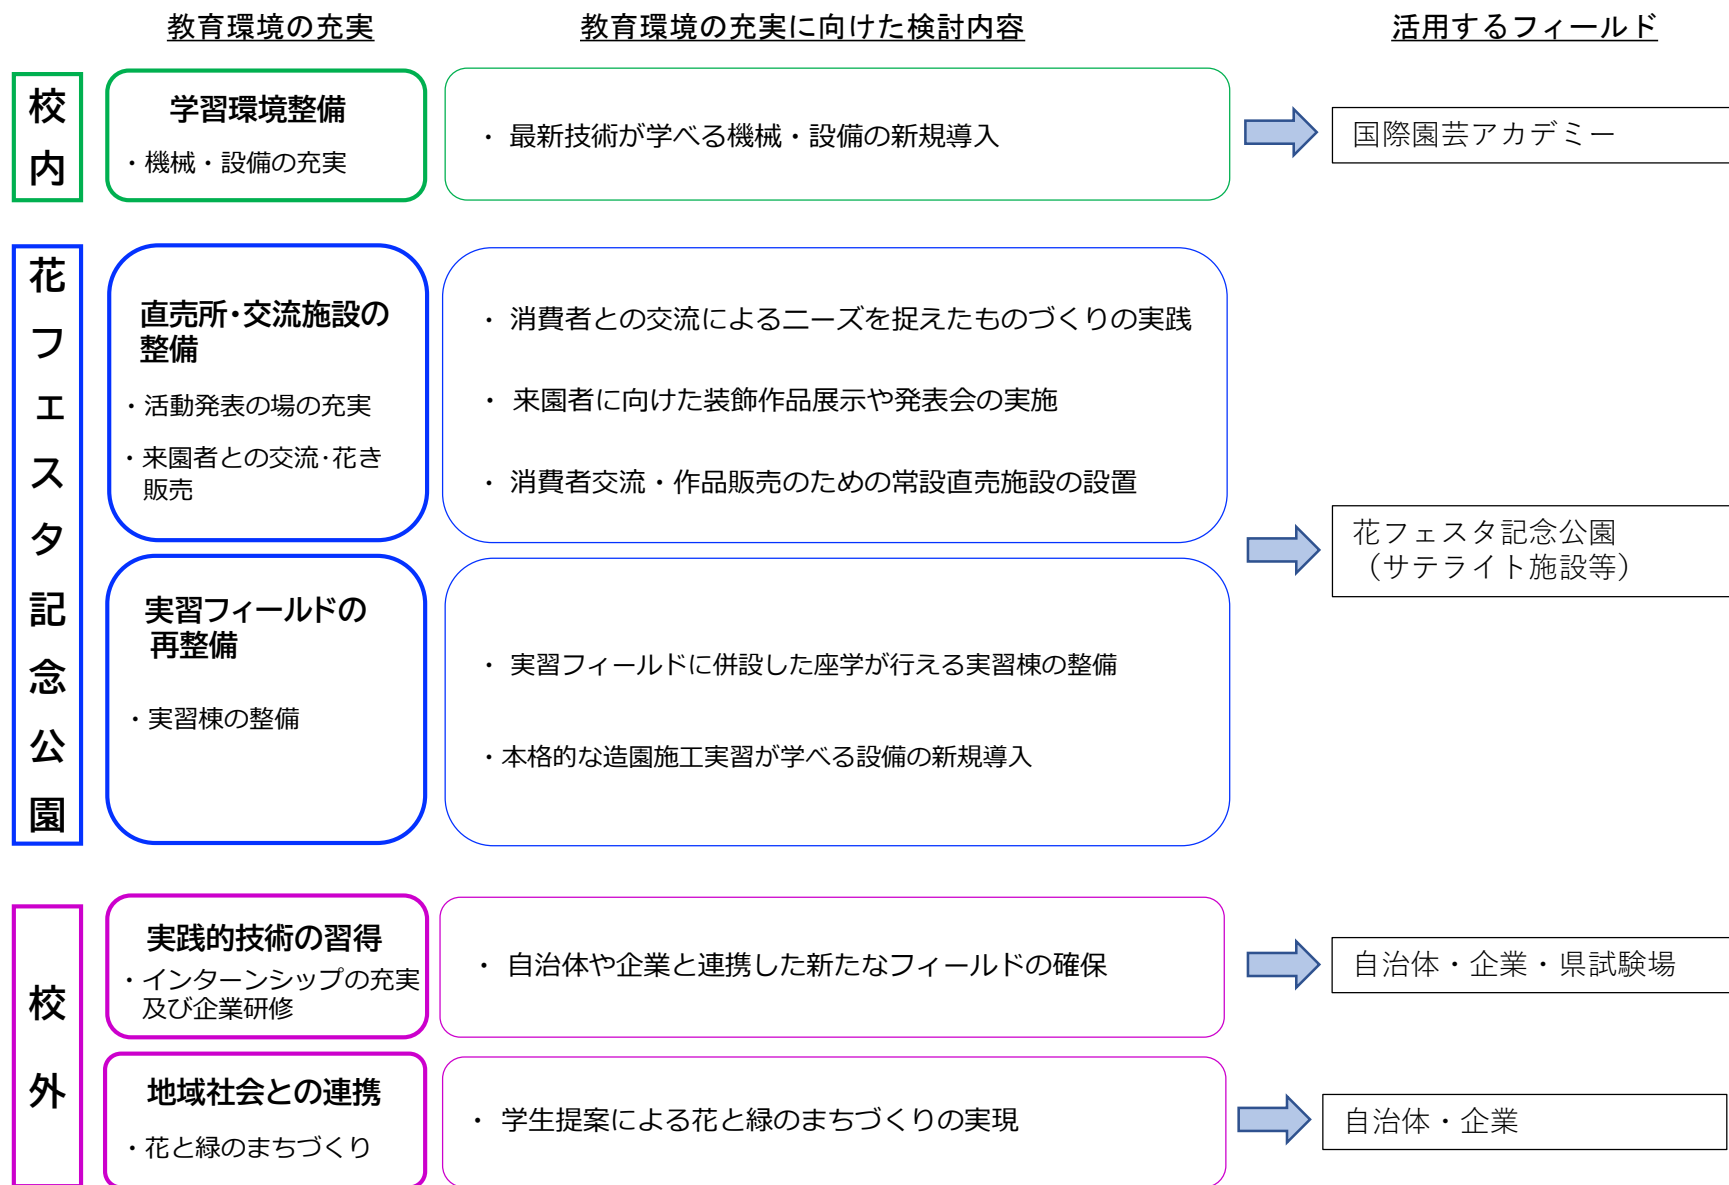 教育環境の充実
教育環境の充実に向けた検討内容
活用するフィールド
校内
学習環境整備
・機械・設備の充実
・ 最新技術が学べる機械・設備の新規導入
国際園芸アカデミー
花フェスタ記念公園
直売所･交流施設の
整備
・活動発表の場の充実
・来園者との交流･花き
販売
・ 消費者との交流によるニーズを捉えたものづくりの実践
・ 来園者に向けた装飾作品展示や発表会の実施
・ 消費者交流・作品販売のための常設直売施設の設置
花フェスタ記念公園
（サテライト施設等）
実習フィールドの
再整備
・実習棟の整備
・ 実習フィールドに併設した座学が行える実習棟の整備
・本格的な造園施工実習が学べる設備の新規導入
校外
実践的技術の習得
・インターンシップの充実
及び企業研修
・ 自治体や企業と連携した新たなフィールドの確保
自治体・企業・県試験場
地域社会との連携
・花と緑のまちづくり
・ 学生提案による花と緑のまちづくりの実現
自治体・企業